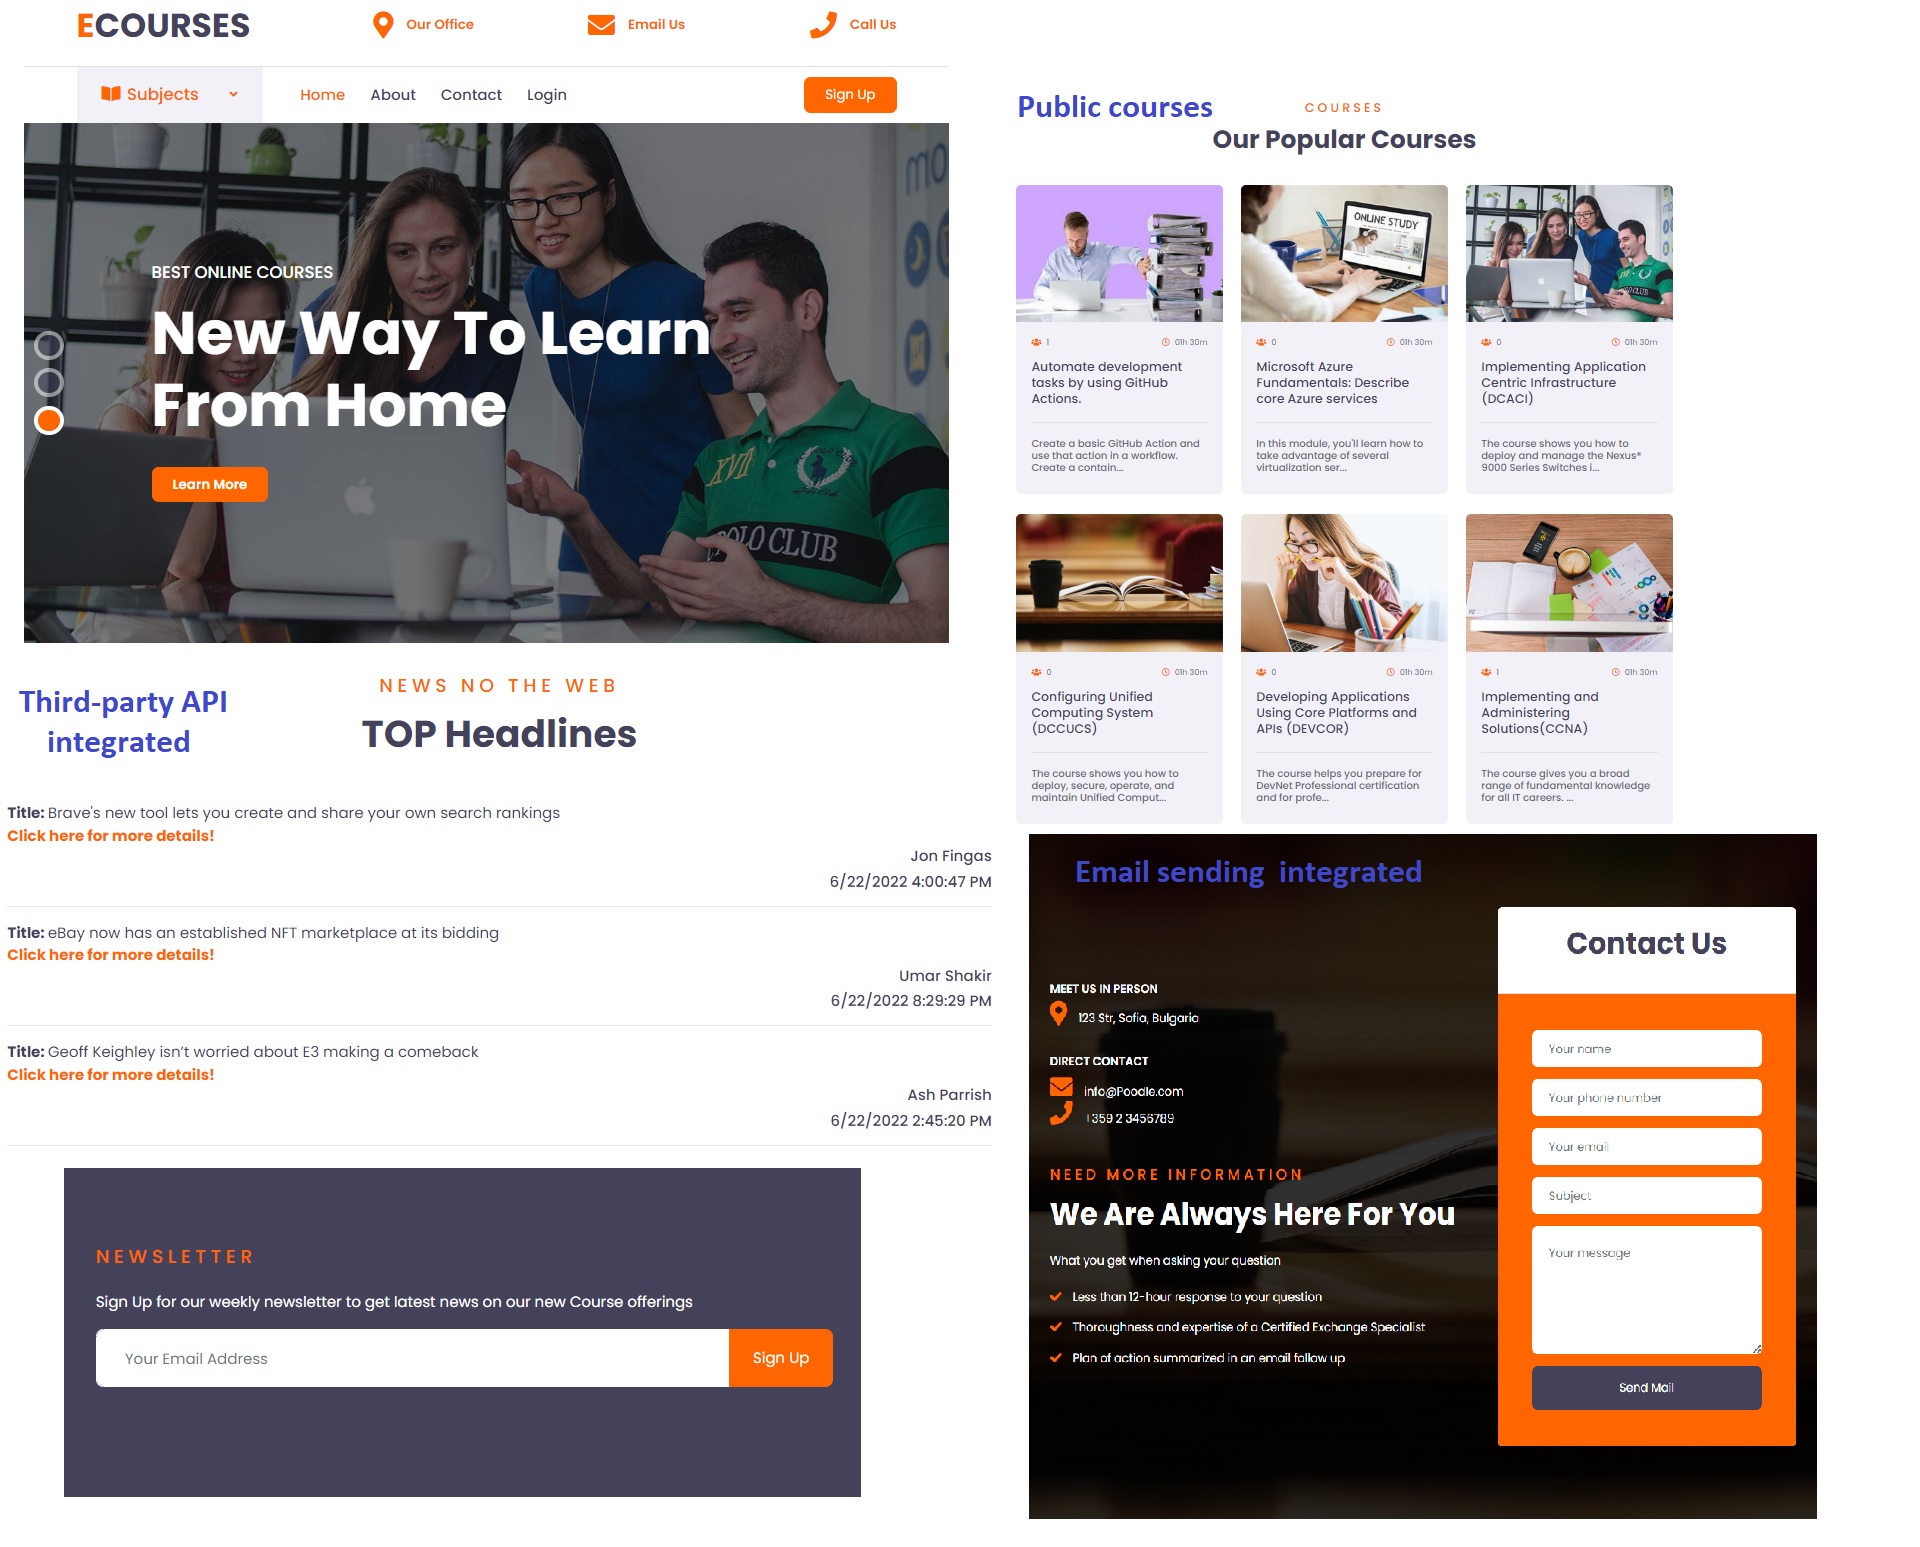 ECOURSES
Our Office
Email Us
Call Us
Subjects
Home
About
Contact
Login
Sign Up
BEST ONLINE COURSES
New Way To Learn
From Home
Learn More
XVII
POLO CLUB
Third-party API
integrated
NEWS NO THE WEB
TOP Headlines
Title: Brave's new tool lets you create and share your own search rankings
Click here for more details!
Jon Fingas
6/22/2022 4:00:47 PM
Title: eBay now has an established NFT marketplace at its bidding
Click here for more details!
Umar Shakir
6/22/2022 8:29:29 PM
Title: Geoff Keighley isn’t worried about E3 making a comeback
Click here for more details!
Ash Parrish
6/22/2022 2:45:20 PM
NEWSLETTER
Sign Up for our weekly newsletter to get latest news on our new Course offerings
Your Email Address
Sign Up
Public courses
COURSES
Our Popular Courses
ONLINE STUDY
POLO CLUB
1
01h 30m
Automate development
tasks by using GitHub
Actions.
Create a basic GitHub Action and
use that action in a workflow.
Create a contain...
0
01h 30m
Microsoft Azure
Fundamentals: Describe
core Azure services
In this module, you'll learn how to
take advantage of several
virtualization ser...
0
01h 30m
Implementing Application
Centric Infrastructure
(DCACI)
The course shows you how to
deploy and manage the Nexus®
9000 Series Switches i...
0
01h 30m
Configuring Unified
Computing System
(DCCUCS)
The course shows you how to
deploy, secure, operate, and
maintain Unified Comput...
0
01h 30m
Developing Applications
Using Core Platforms and
APIs (DEVCOR)
The course helps you prepare for
DevNet Professional certification
and for profe...
1
01h 30m
Implementing and
Administering
Solutions(CCNA)
The course gives you a broad
range of fundamental knowledge
for all IT careers. ...
Email sending integrated
MEET US IN PERSON
123 Str, Sofia, Bulgaria
DIRECT CONTACT
info@Poodle.com
+359 2 3456789
NEED MORE INFORMATION
We Are Always Here For You
What you get when asking your question
Less than 12-hour response to your question
Thoroughness and expertise of a Certified Exchange Specialist
Plan of action summarized in an email follow up
Contact Us
Your name
Your phone number
Your email
Subject
Your message
Send Mail